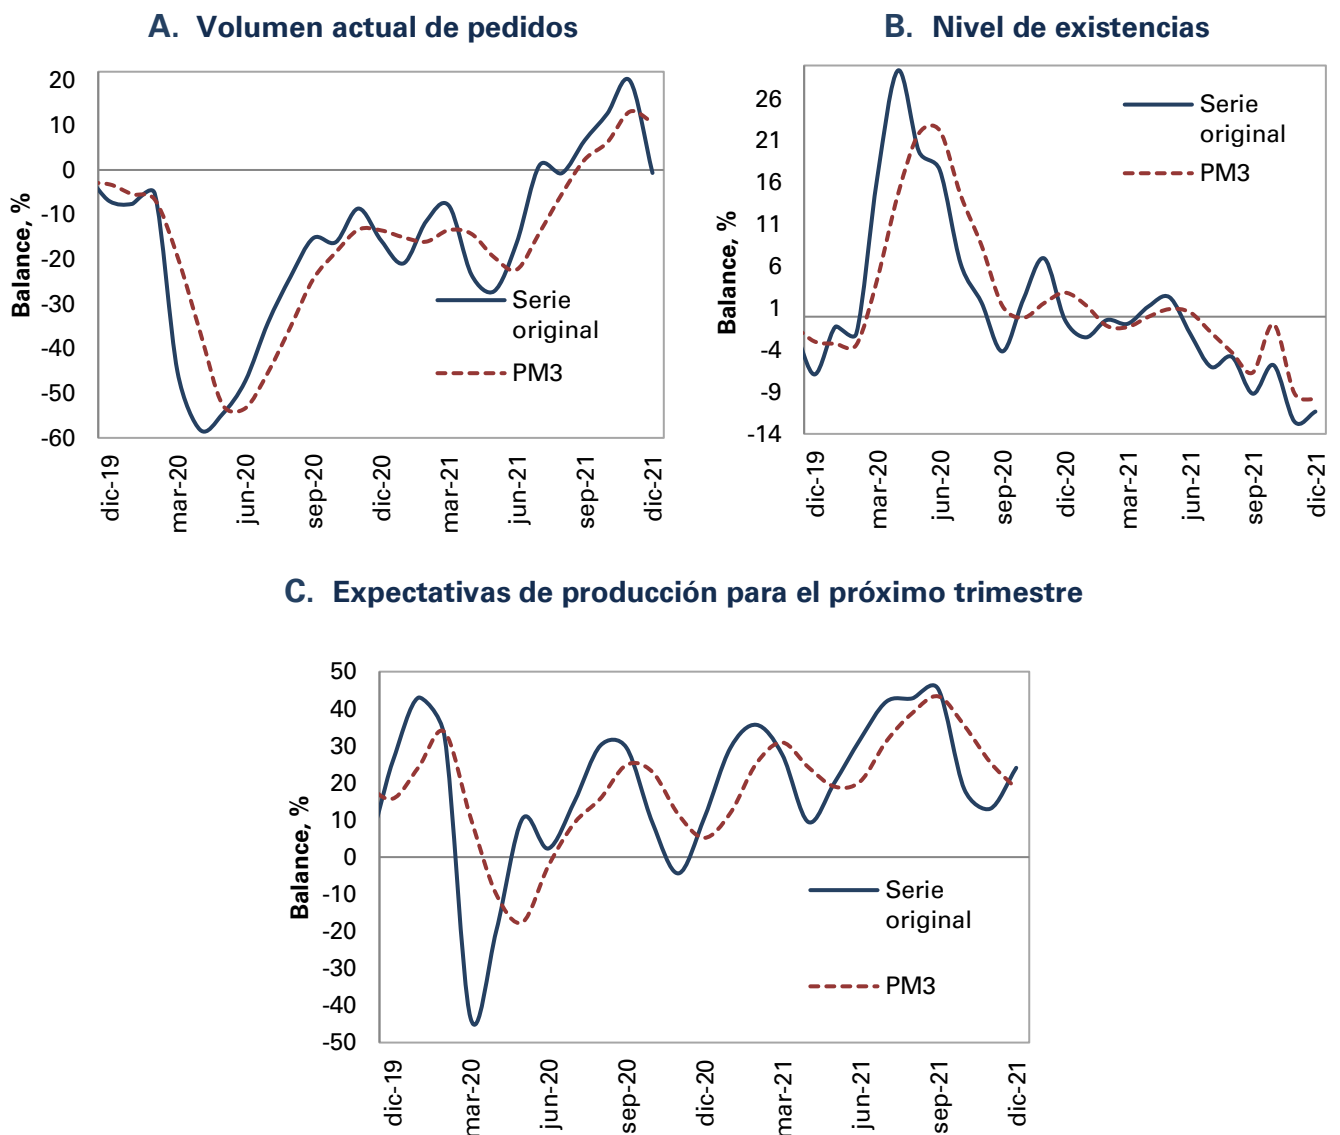 A. Volumen actual de pedidos
20
10
0
-10
-20
-30
-40
-50
-60
Balance, %
Serie
original
PM3
dic-19
mar-20
jun-20
sep-20
dic-20
mar-21
jun-21
sep-21
dic-21
B. Nivel de existencias
26
21
16
11
6
1
-4
-9
-14
Balance, %
Serie
original
PM3
dic-19
mar-20
jun-20
sep-20
dic-20
mar-21
jun-21
sep-21
dic-21
C. Expectativas de producción para el próximo trimestre
50
40
30
20
10
0
-10
-20
-30
-40
-50
Balance, %
Serie
original
PM3
dic-19
mar-20
jun-20
sep-20
dic-20
mar-21
jun-21
sep-21
dic-21